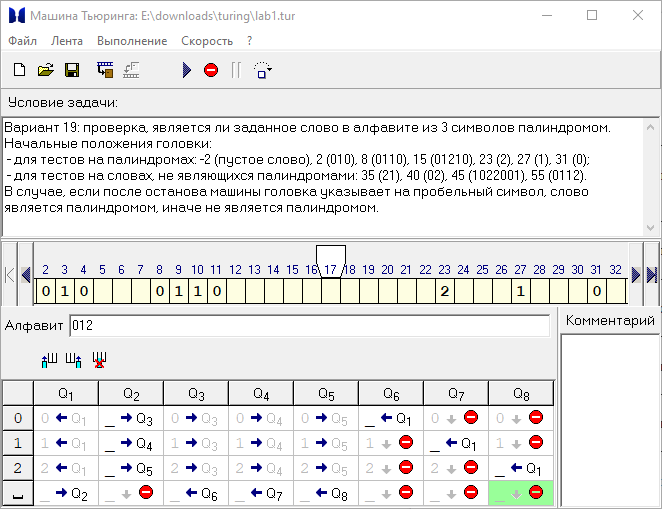 Машина Тьюринга: E:\downloads\turing\lab1.tur
Файл Лента Выполнение Скорость ?
Условие задачи:
Вариант 19: проверка, является ли заданное слово в алфавите из 3 символов палиндромом.
Начальные положения головки:
- для тестов на палиндромах: -2 (пустое слово), 2 (010), 8 (0110), 15 (01210), 23 (2), 27 (1), 31 (0);
- для тестов на словах, не являющихся палиндромами: 35 (21), 40 (02), 45 (1022001), 55 (0112).
В случае, если после останова машины головка указывает на пробельный символ, слово
является палиндромом, иначе не является палиндромом.
2 3 4 5 6 7 8 9 10 11 12 13 14 15 16 17 18 19 20 21 22 23 24 25 26 27 28 29 30 31 32
0 1 0 0 1 1 0 2 1 0
Алфавит 012
Комментарий
Q1 Q2 Q3 Q4 Q5 Q6 Q7 Q8
0 0 ← Q1 _ → Q3 0 → Q3 0 → Q4 0 → Q5 _ ← Q1 0 ↓ 0 ↓
1 1 ← Q1 _ → Q4 1 → Q3 1 → Q4 1 → Q5 1 ↓ _ ← Q1 1 ↓
2 2 ← Q1 _ → Q5 2 → Q3 2 → Q4 2 → Q5 2 ↓ 2 ↓ _ ← Q1
␣ _ → Q2 _ ↓ _ ← Q6 _ ← Q7 _ ← Q8 _ ↓ _ ↓ _ ↓